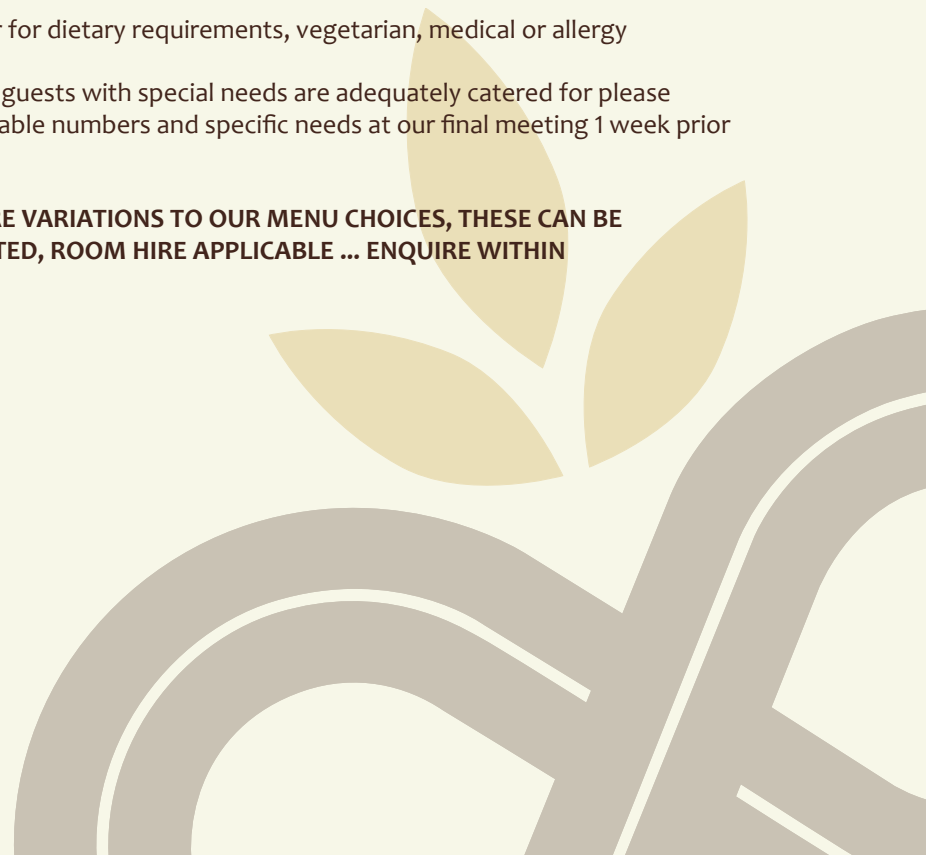 for dietary requirements, vegetarian, medical or allergy
guests with special needs are adequately catered for please
numbers and specific needs at our final meeting 1 week prior
VARIATIONS TO OUR MENU CHOICES, THESE CAN BE
ROOM HIRE APPLICABLE ... ENQUIRE WITHIN